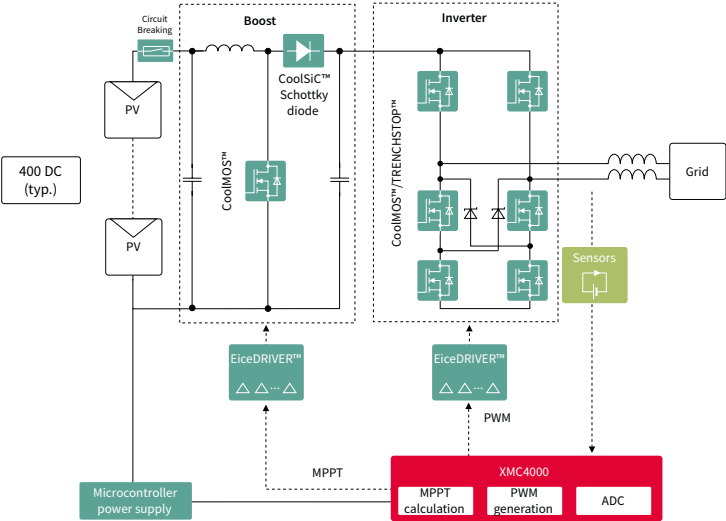 Circuit
Breaking
Boost
Inverter
CoolSiC™
Schottky
diode
PV
400 DC
(typ.)
CoolMOS™
CoolMOS™/TRENCHSTOP™
Grid
PV
Sensors
EiceDRIVER™
...
EiceDRIVER™
...
PWM
MPPT
XMC4000
Microcontroller
power supply
MPPT
calculation
PWM
generation
ADC